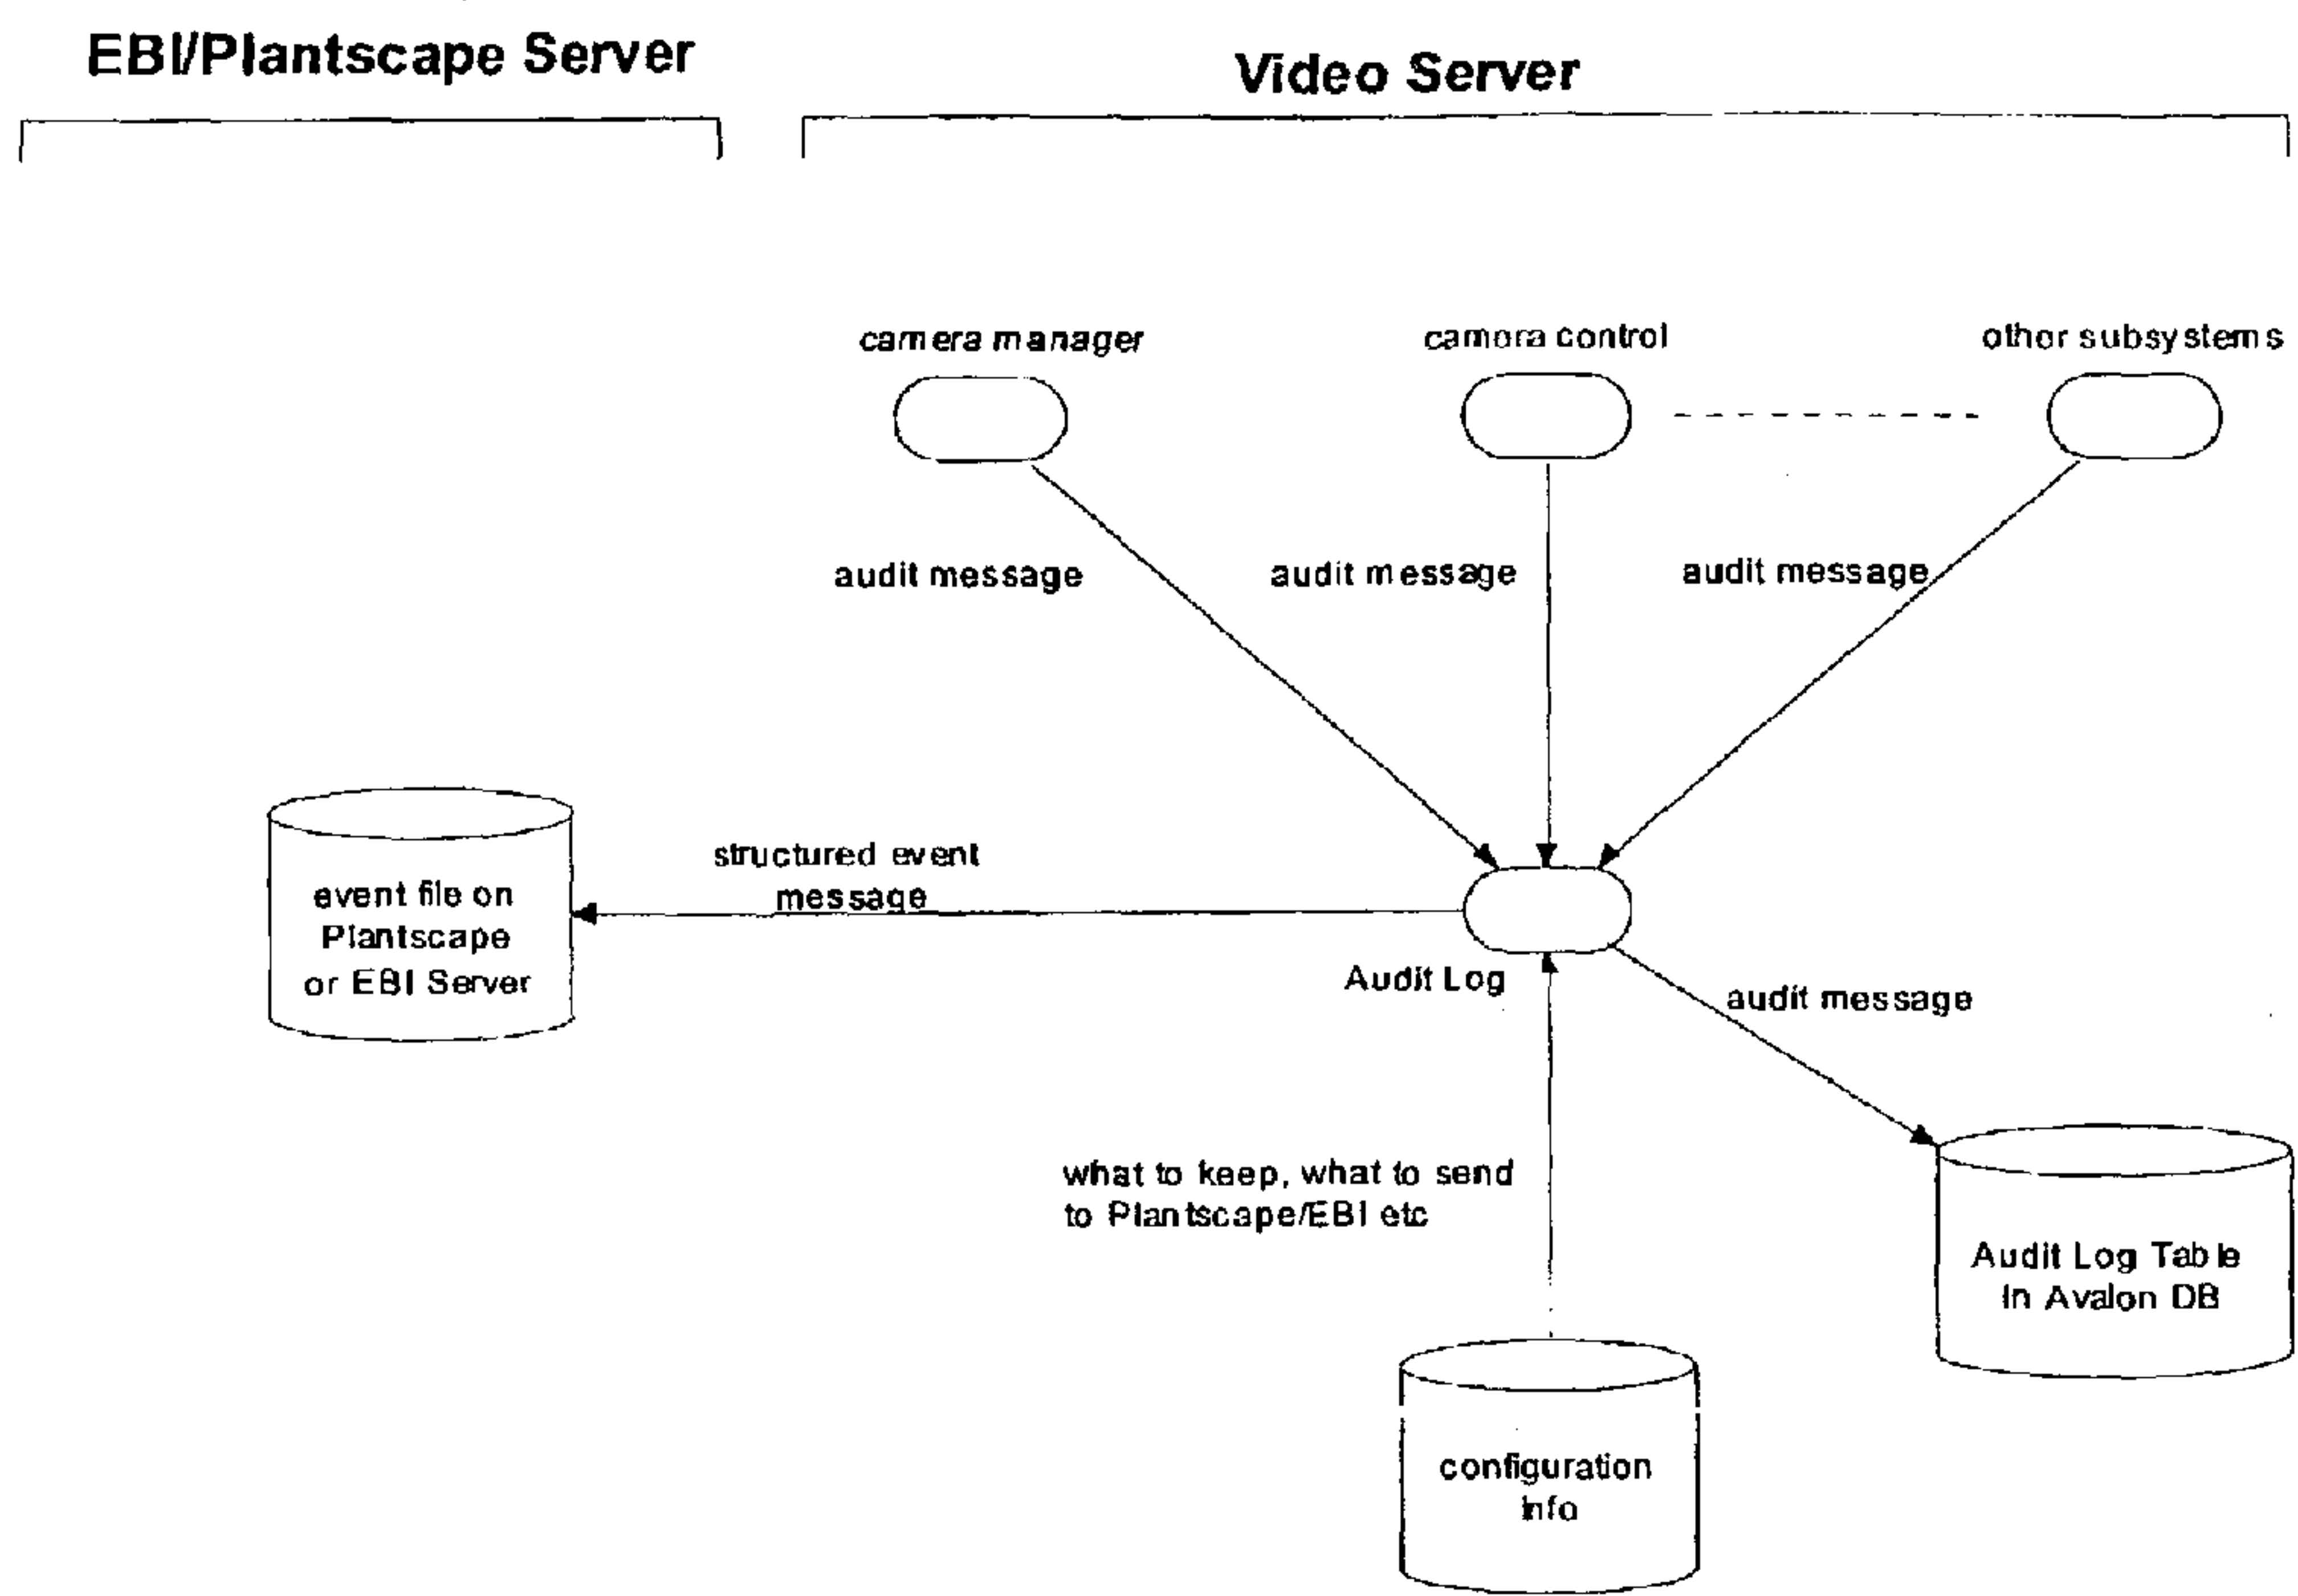 EBI/Plantscape Server
Video Server
camera manager
camera control
other subsystems
audit message
audit message
audit message
structured event
message
event file on
Plantscape
or EBI Server
Audit Log
audit message
what to keep, what to send
to Plantscape/EBI etc
Audit Log Table
in Avalon DB
configuration
info